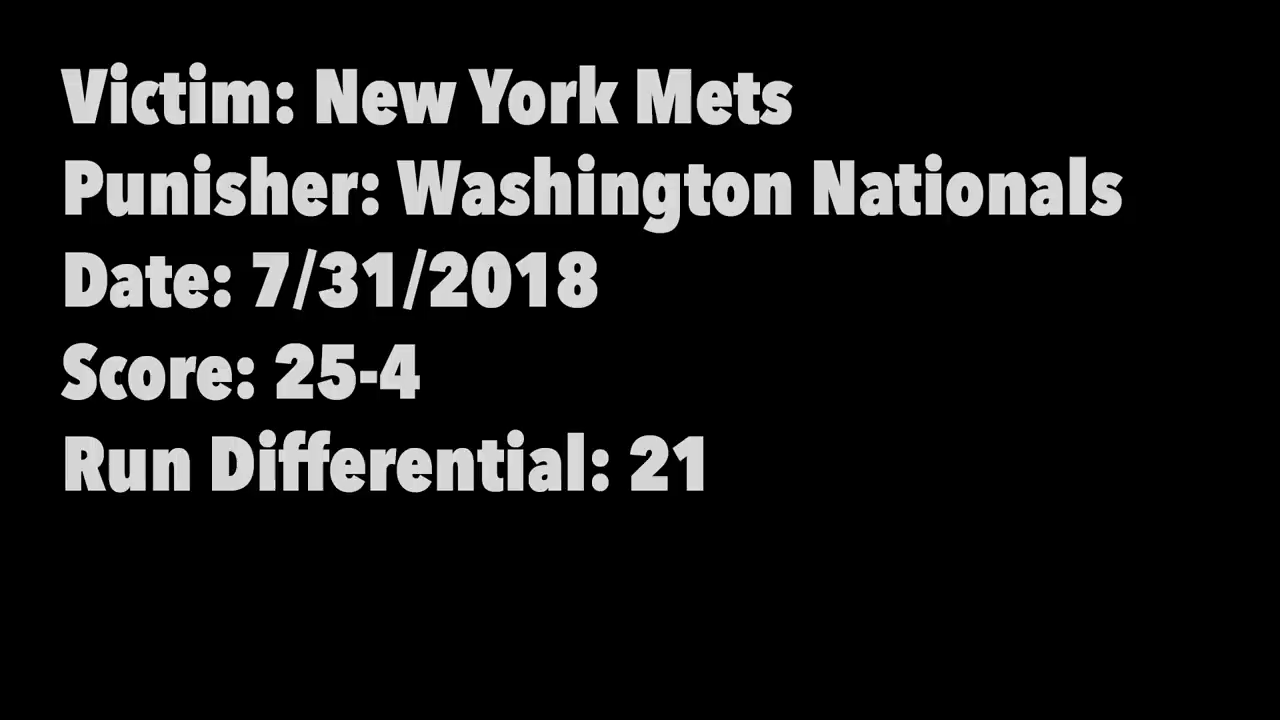 Victim: New York Mets
Punisher: Washington Nationals
Date: 7/31/2018
Score: 25-4
Run Differential: 21